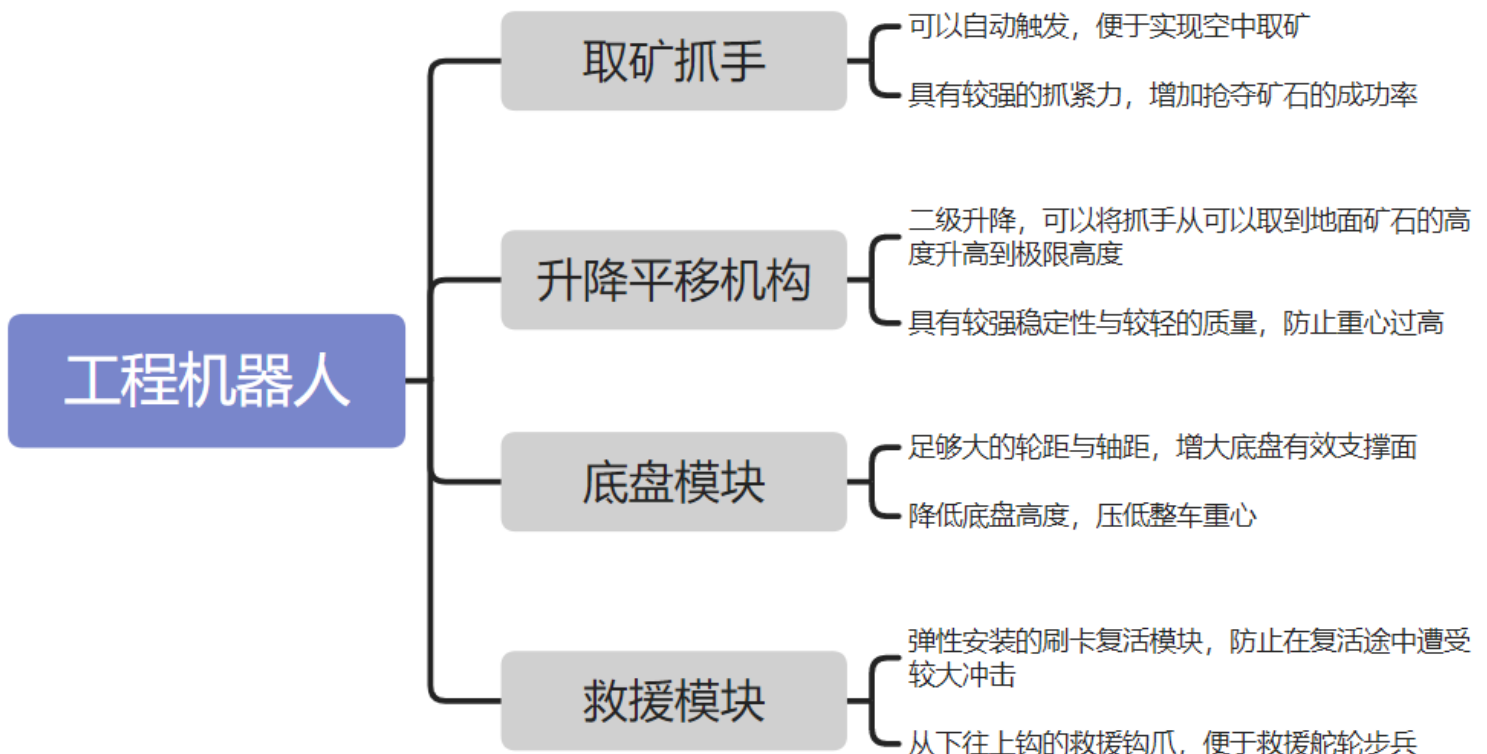 取矿抓手
可以自动触发，便于实现空中取矿
具有较强的抓紧力，增加抢夺矿石的成功率
升降平移机构
二级升降，可以将抓手从可以取到地面矿石的高
度升高到极限高度
具有较强稳定性与较轻的质量，防止重心过高
工程机器人
底盘模块
足够大的轮距与轴距，增大底盘有效支撑面
降低底盘高度，压低整车重心
救援模块
弹性安装的刷卡复活模块，防止在复活途中遭受
较大冲击
从下往上钩的救援钩爪，便于救援舵轮步兵